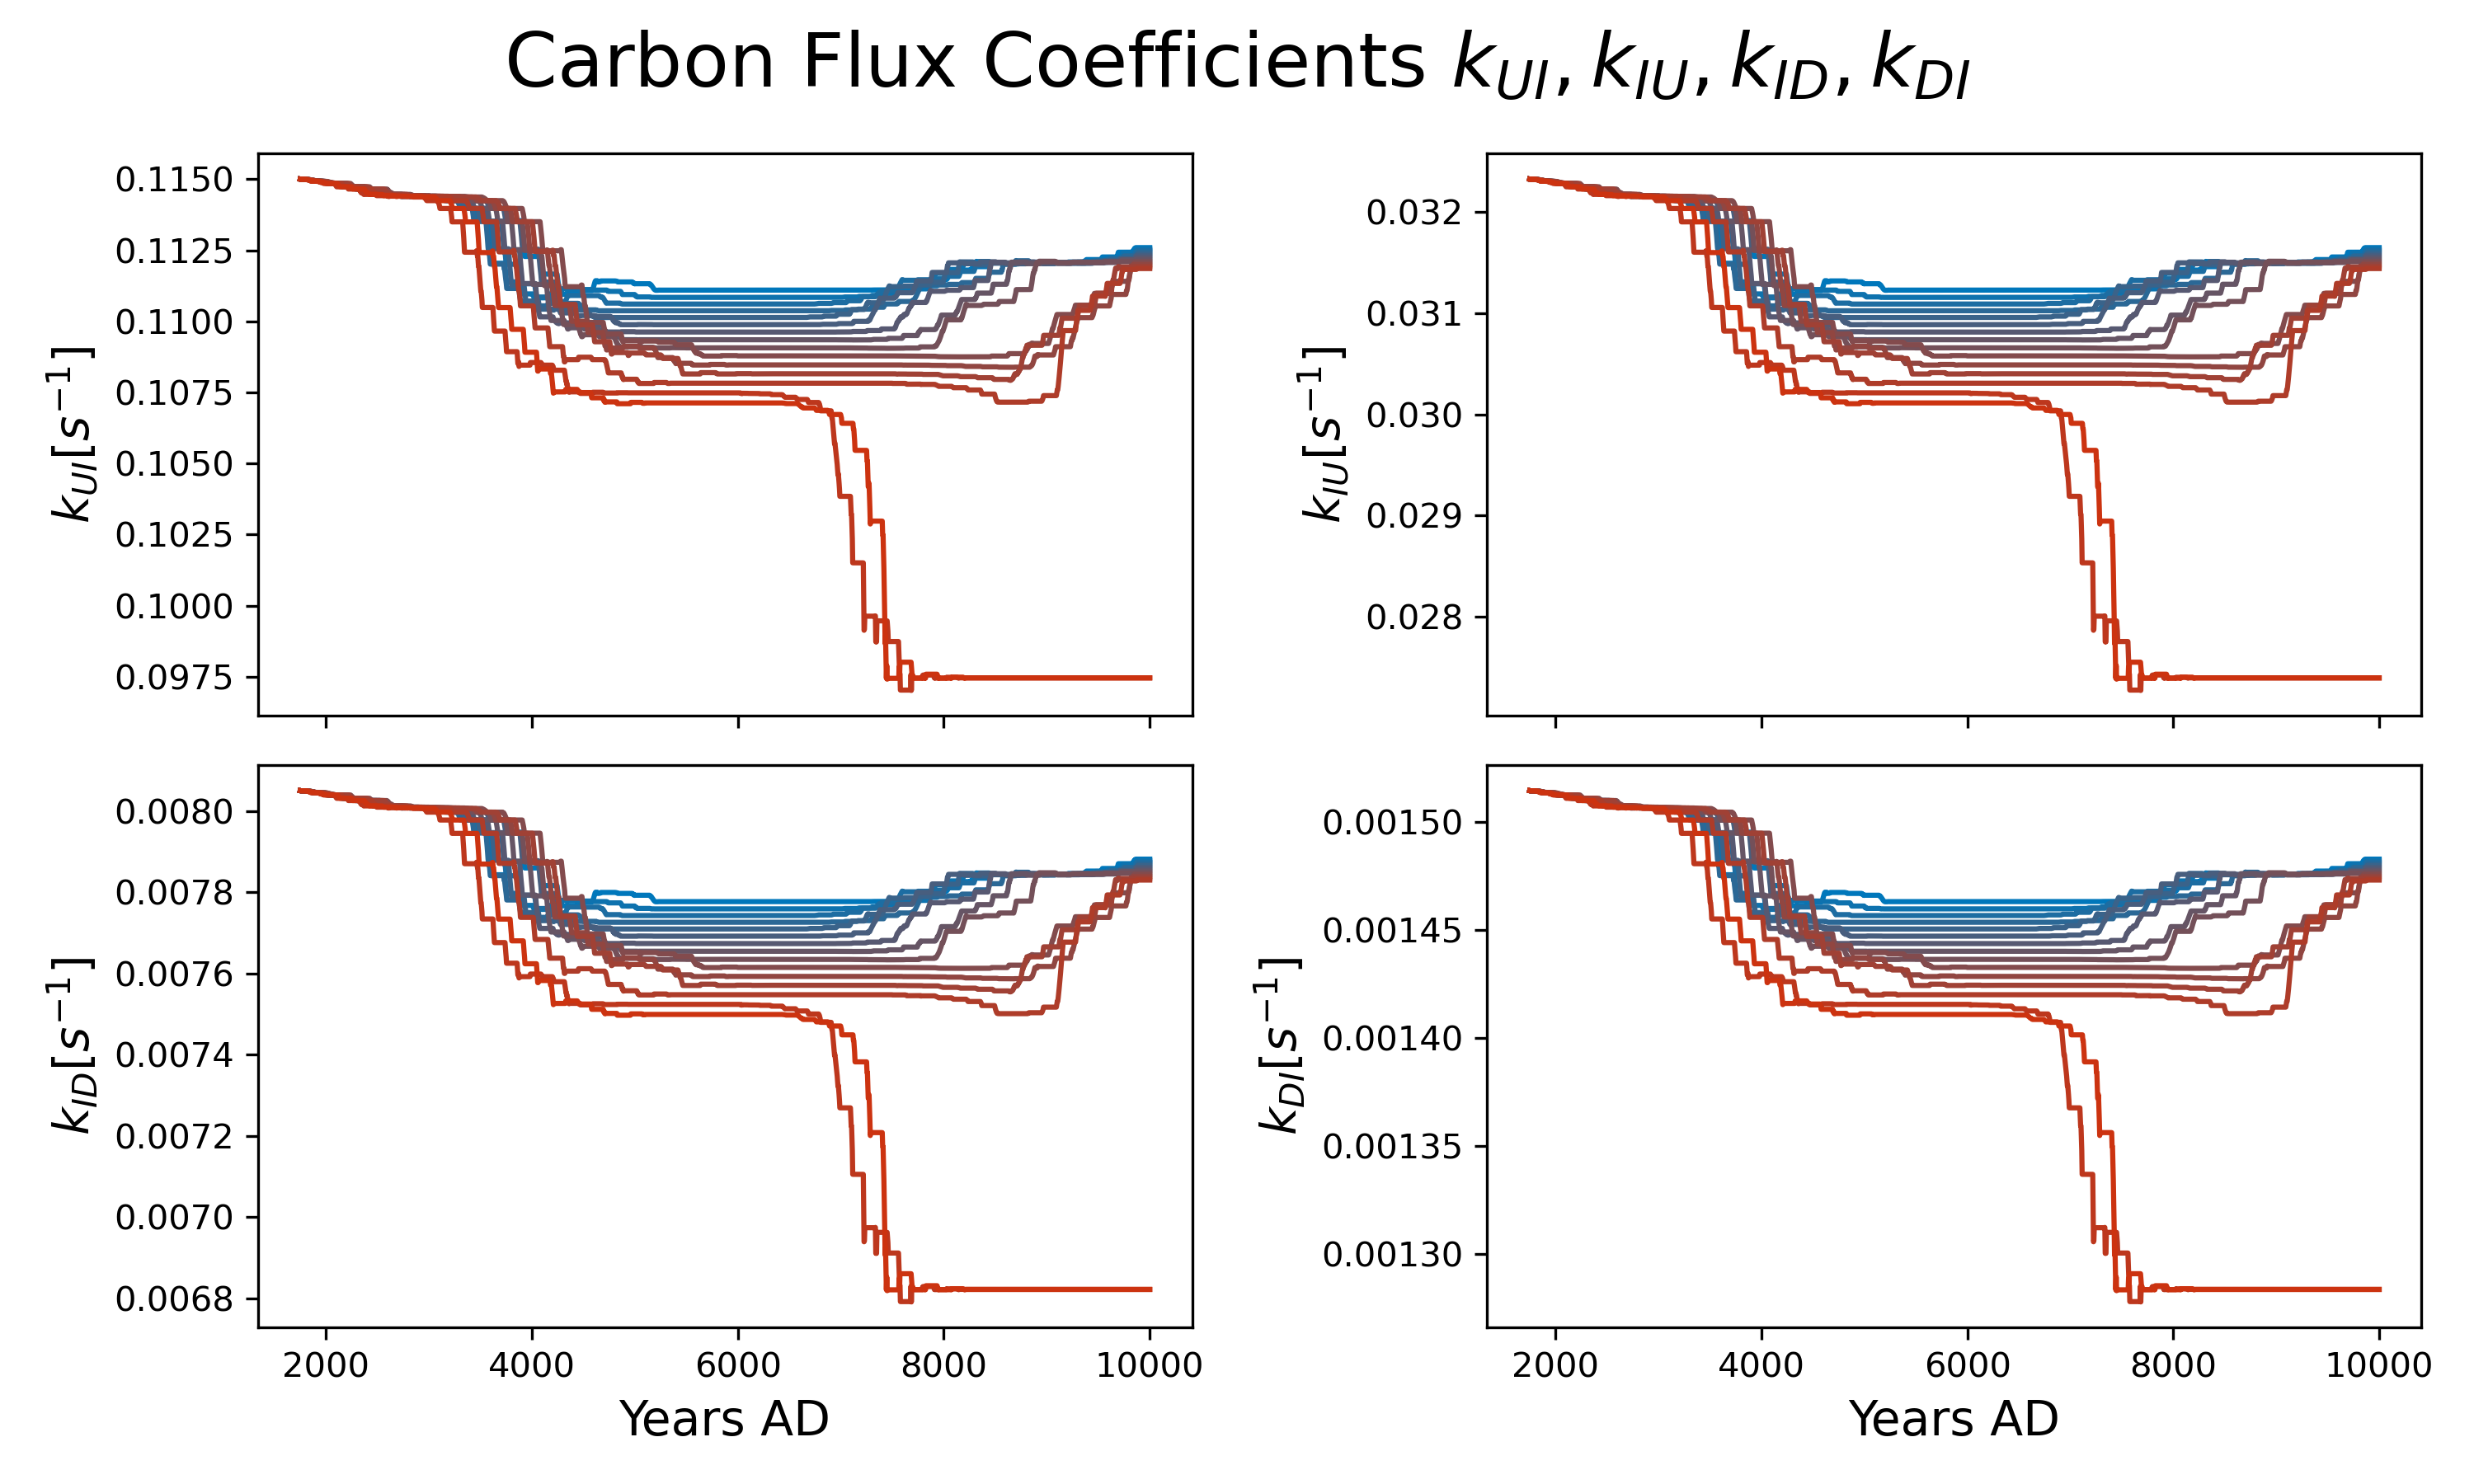 Carbon Flux Coefficients k_{UI}, k_{IU}, k_{ID}, k_{DI}
k_{UI}[s^{-1}]
0.1150
0.1125
0.1100
0.1075
0.1050
0.1025
0.1000
0.0975
k_{IU}[s^{-1}]
0.032
0.031
0.030
0.029
0.028
k_{ID}[s^{-1}]
0.0080
0.0078
0.0076
0.0074
0.0072
0.0070
0.0068
2000 4000 6000 8000 10000
Years AD
k_{DI}[s^{-1}]
0.00150
0.00145
0.00140
0.00135
0.00130
2000 4000 6000 8000 10000
Years AD